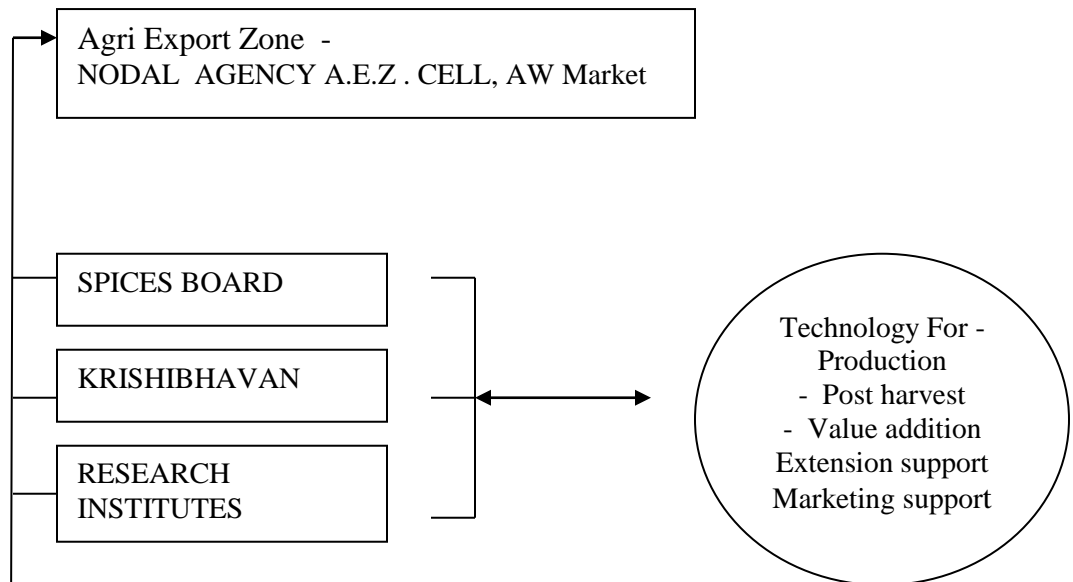 Agri Export Zone -
NODAL AGENCY A.E.Z . CELL, AW Market
SPICES BOARD
KRISHIBHAVAN
RESEARCH
INSTITUTES
Technology For -
Production
- Post harvest
- Value addition
Extension support
Marketing support